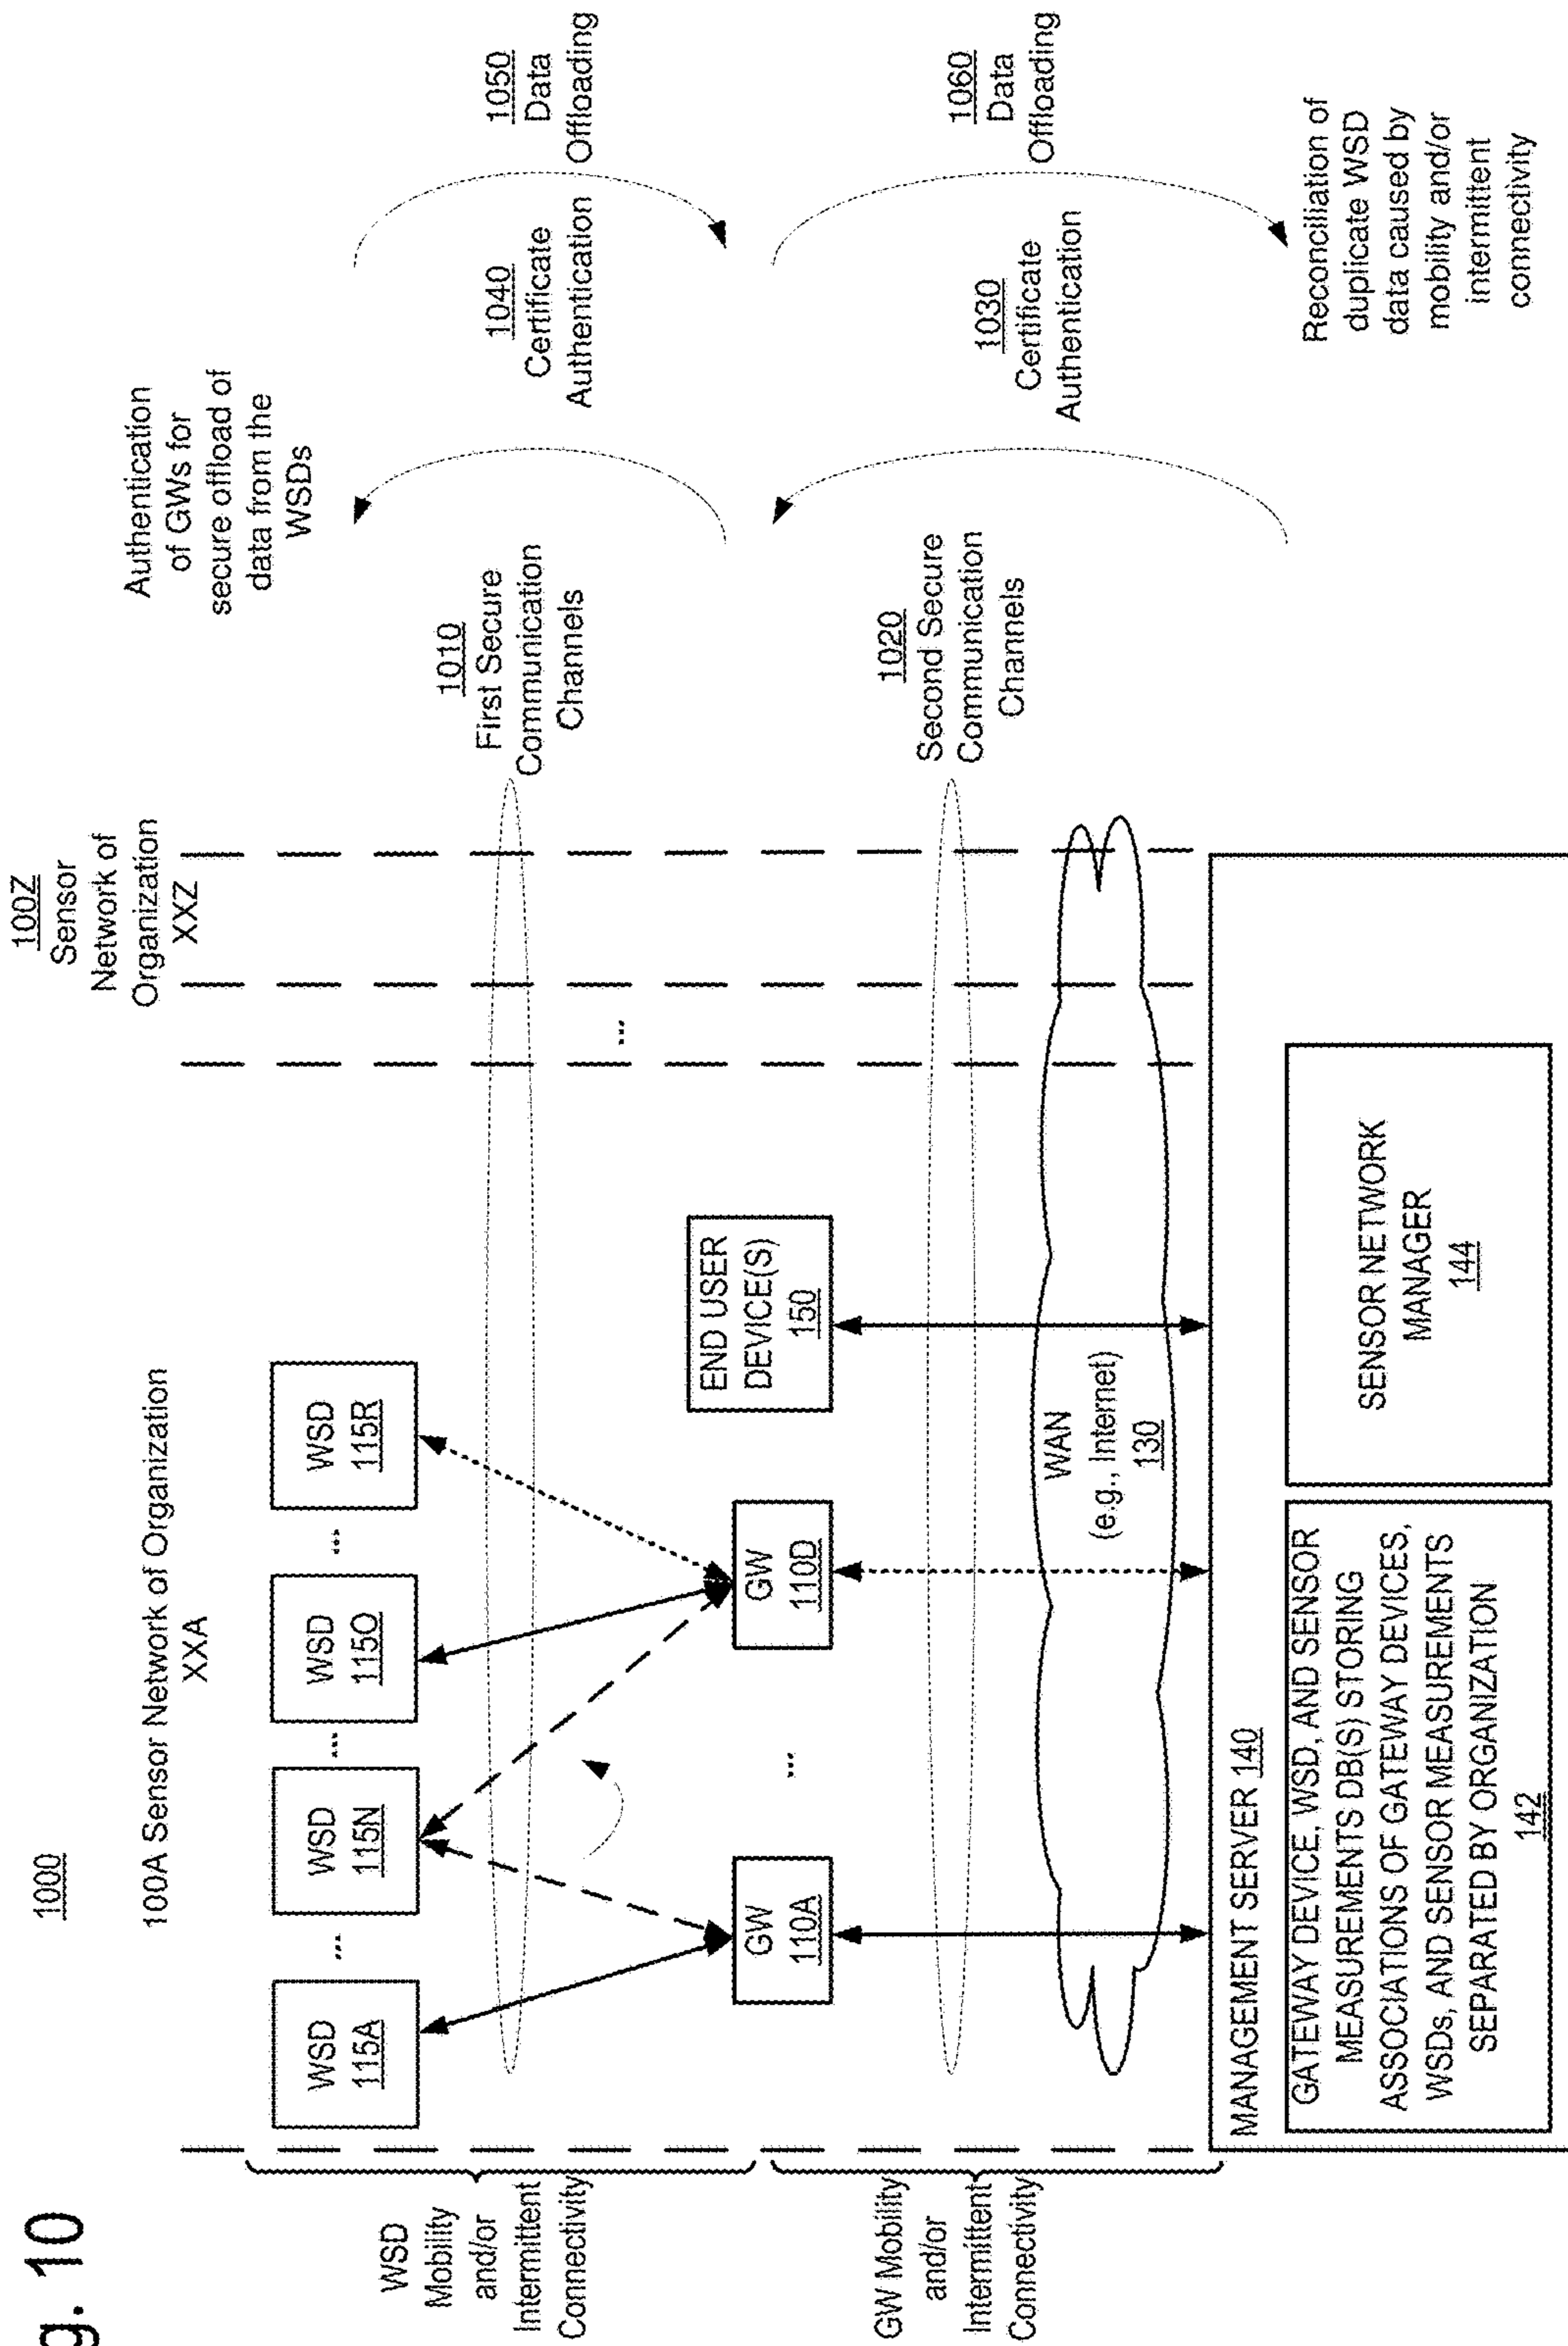 g. 10
1000
100A Sensor Network of Organization
XXA
100Z
Sensor
Network of
Organization
XXZ
Authentication
of GWs for
secure offload of
data from the
WSDs
WSD
Mobility
and/or
Intermittent
Connectivity
WSD
115A
...
WSD
115N
...
WSD
115O
...
WSD
115R
...
1010
First Secure
Communication
Channels
1040
Certificate
Authentication
1050
Data
Offloading
GW Mobility
and/or
Intermittent
Connectivity
GW
110A
...
GW
110D
END USER
DEVICE(S)
150
1020
Second Secure
Communication
Channels
1030
Certificate
Authentication
1060
Data
Offloading
WAN
(e.g., Internet)
130
MANAGEMENT SERVER 140
GATEWAY DEVICE, WSD, AND SENSOR
MEASUREMENTS DB(S) STORING
ASSOCIATIONS OF GATEWAY DEVICES,
WSDs, AND SENSOR MEASUREMENTS
SEPARATED BY ORGANIZATION
142
SENSOR NETWORK
MANAGER
144
Reconciliation of
duplicate WSD
data caused by
mobility and/or
intermittent
connectivity